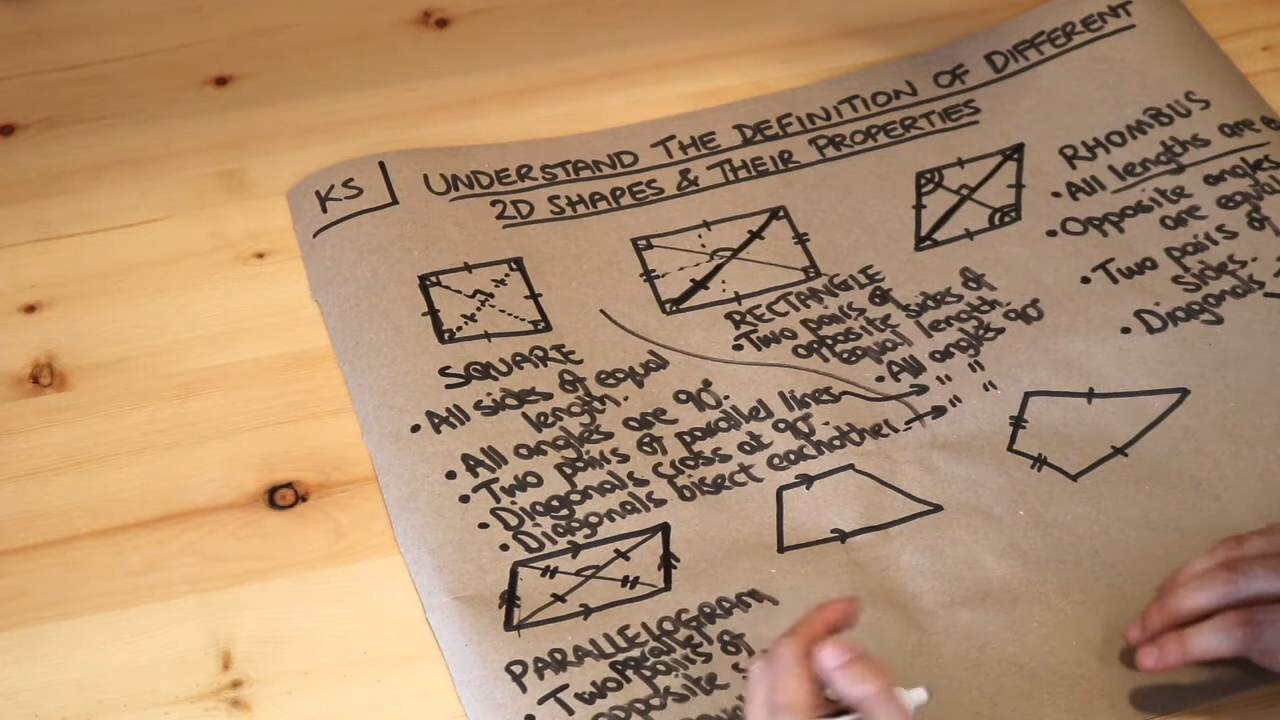 KS
UNDERSTAND THE DEFINITION OF DIFFERENT
2D SHAPES & THEIR PROPERTIES
SQUARE
• All sides of equal
length.
• All angles are 90°.
• Two pairs of parallel lines
• Diagonals cross at 90°
• Diagonals bisect eachother.
RECTANGLE
• Two pairs of
opposite sides of
equal length.
• All angles 90°
" "
" "
RHOMBUS
• All lengths are
• Opposite angles
are equal
• Two pairs of
sides.
• Diagonals
PARALLELOGRAM
• Two pairs of
parallel
opposite